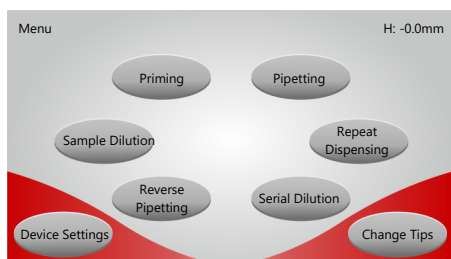 Menu
H: -0.0mm
Priming
Pipetting
Sample Dilution
Repeat
Dispensing
Reverse
Pipetting
Serial Dilution
Device Settings
Change Tips